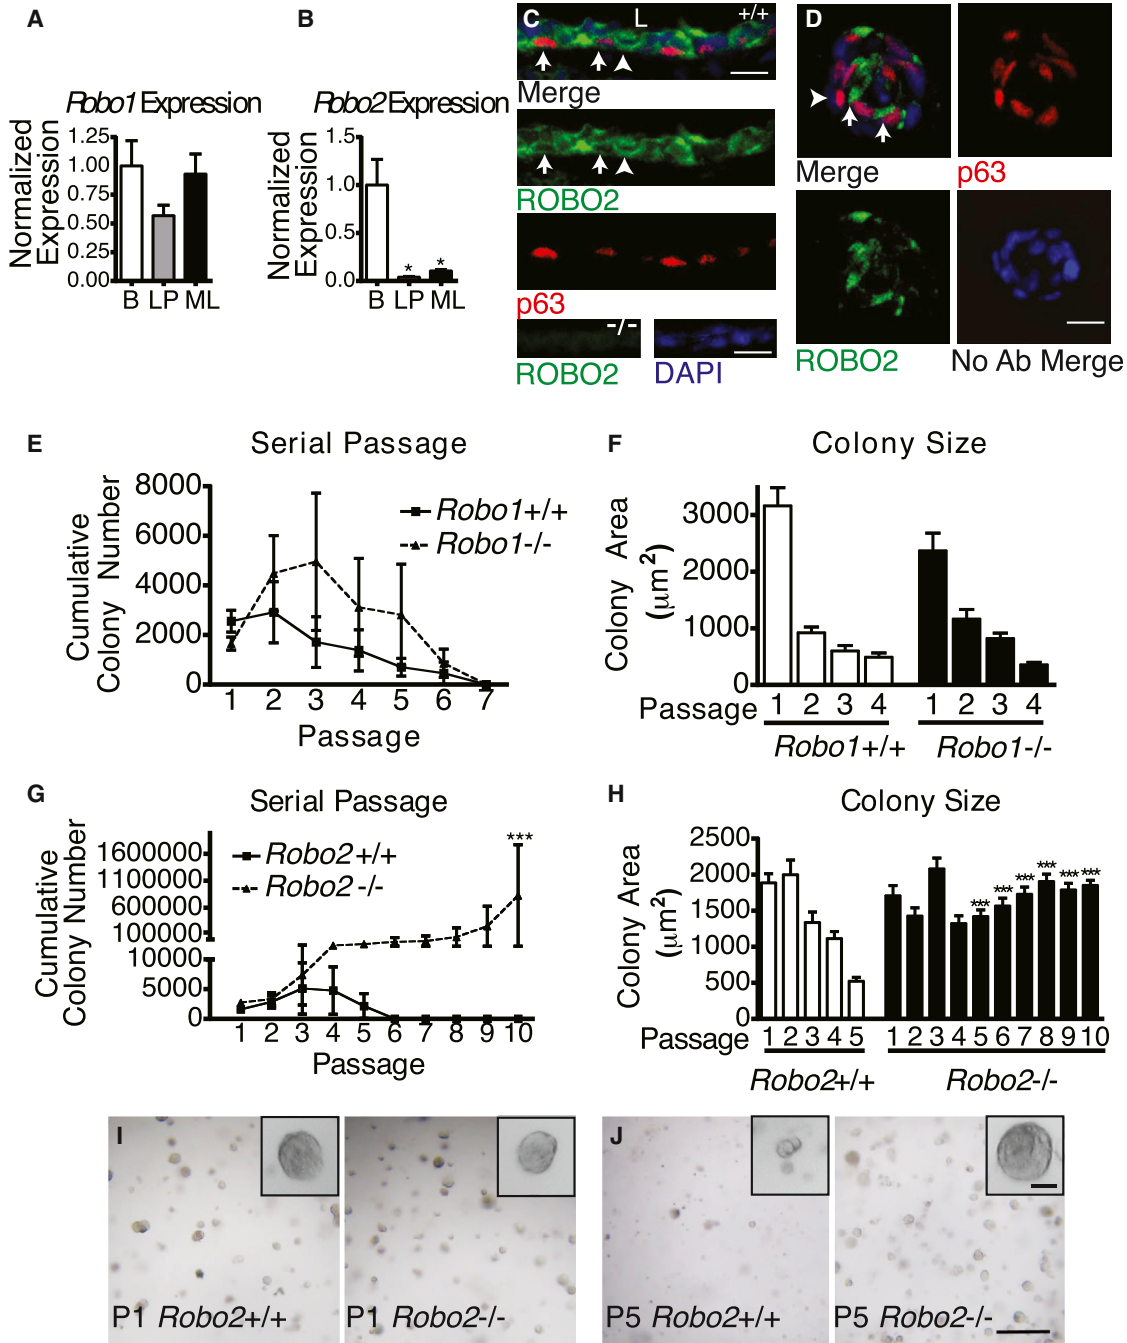 A
Robo1 Expression
Normalized
Expression
1.25
1.00
0.75
0.50
0.25
0.00
B LP ML
B
Robo2 Expression
Normalized
Expression
1.5
1.0
0.5
0.0
* *
B LP ML
C
L
+/+
Merge
ROBO2
p63
-/-
ROBO2
DAPI
D
Merge
p63
ROBO2
No Ab Merge
E
Serial Passage
Cumulative
Colony Number
8000
6000
4000
2000
0
Robo1+/+
Robo1-/-
1 2 3 4 5 6 7
Passage
F
Colony Size
Colony Area
(μm2)
3000
2000
1000
0
Passage 1 2 3 4 1 2 3 4
Robo1+/+ Robo1-/-
G
Serial Passage
Cumulative
Colony Number
1600000
1100000
600000
100000
10000
5000
0
Robo2+/+
Robo2-/-
***
1 2 3 4 5 6 7 8 9 10
Passage
H
Colony Size
Colony Area
(μm2)
2500
2000
1500
1000
500
0
*** *** *** *** *** ***
Passage 1 2 3 4 5 1 2 3 4 5 6 7 8 9 10
Robo2+/+ Robo2-/-
I
P1 Robo2+/+
P1 Robo2-/-
J
P5 Robo2+/+
P5 Robo2-/-